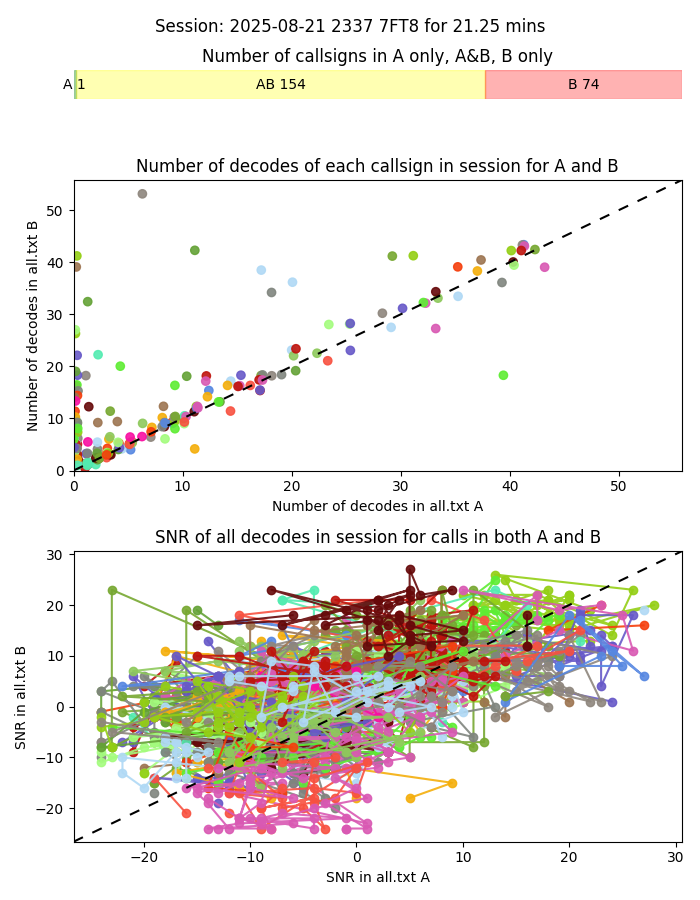 Session: 2025-08-21 2337 7FT8 for 21.25 mins
Number of callsigns in A only, A&B, B only
A 1 AB 154 B 74
Number of decodes of each callsign in session for A and B
Number of decodes in all.txt B
50
40
30
20
10
0
0 10 20 30 40 50
Number of decodes in all.txt A
SNR of all decodes in session for calls in both A and B
SNR in all.txt B
30
20
10
0
−10
−20
−20 −10 0 10 20 30
SNR in all.txt A